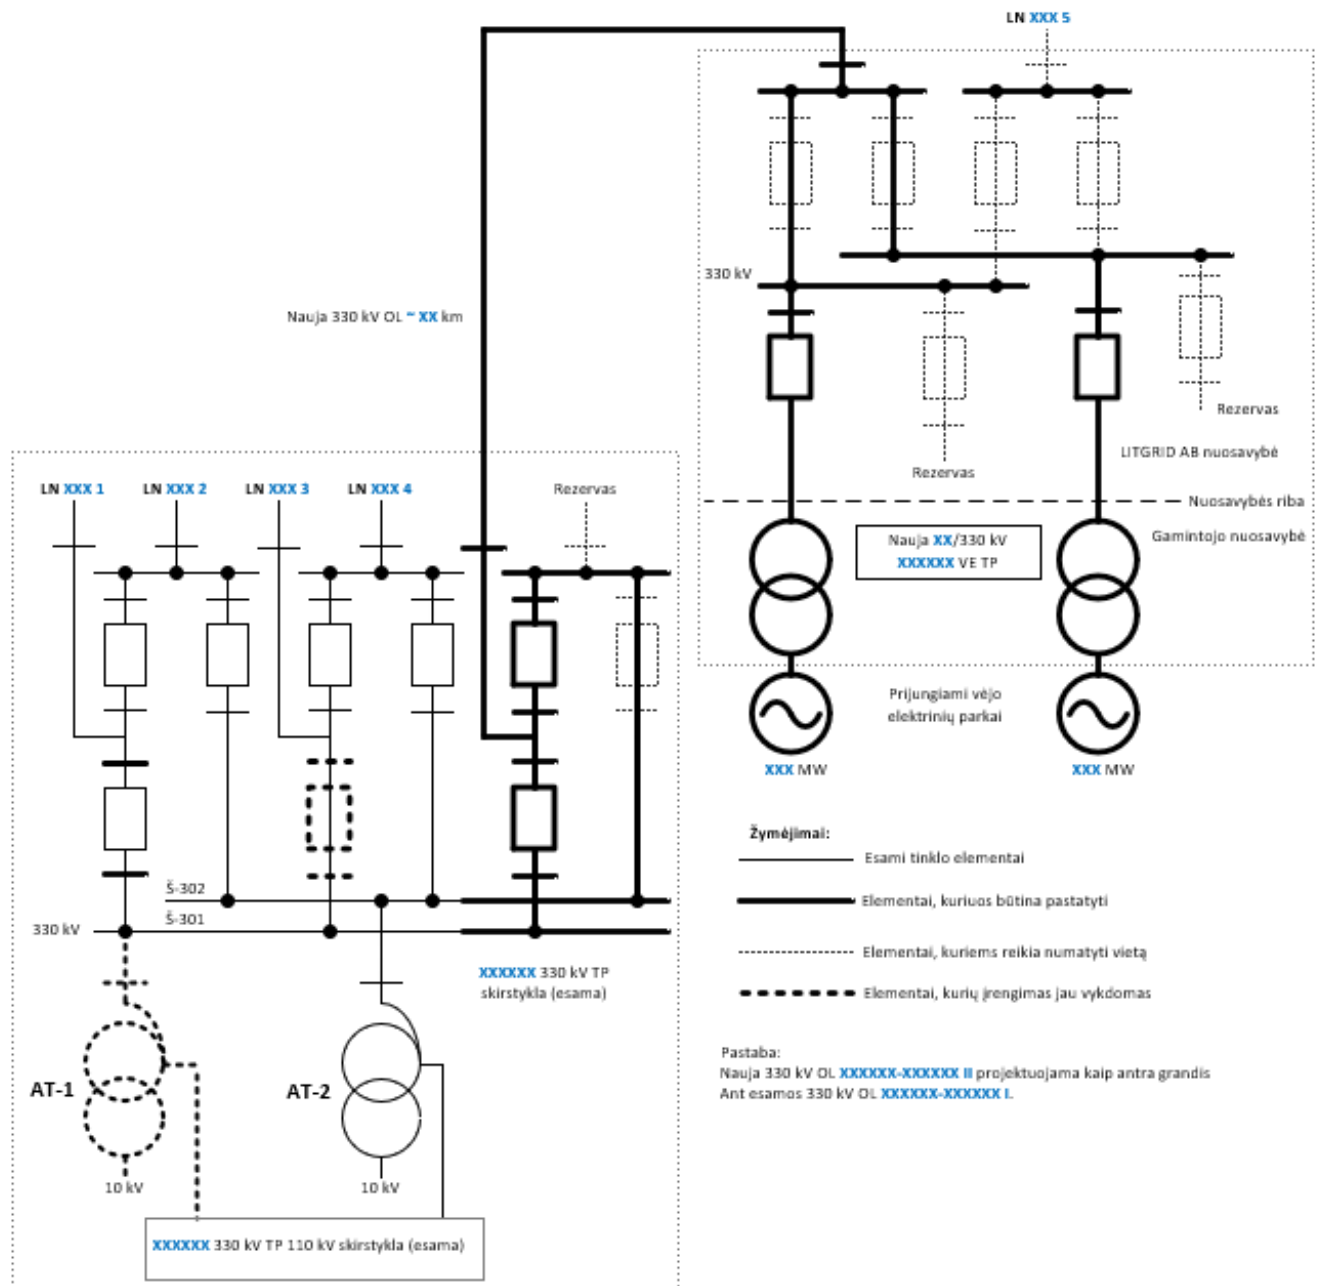 LN XXX 5
330 kV
Nauja 330 kV OL ~ XX km
Rezervas
LITGRID AB nuosavybė
Rezervas
Nuosavybės riba
Gamintojo nuosavybė
Nauja XX/330 kV
XXXXXX VE TP
Prijungiami vėjo
elektrinių parkai
XXX MW
XXX MW
LN XXX 1
LN XXX 2
LN XXX 3
LN XXX 4
Rezervas
Š-302
Š-301
330 kV
XXXXXX 330 kV TP
skirstykla (esama)
AT-1
AT-2
10 kV
10 kV
XXXXXX 330 kV TP 110 kV skirstykla (esama)
Žymėjimai:
Esami tinklo elementai
Elementai, kuriuos būtina pastatyti
Elementai, kuriems reikia numatyti vietą
Elementai, kurių įrengimas jau vykdomas
Pastaba:
Nauja 330 kV OL XXXXXX-XXXXXX II projektuojama kaip antra grandis
Ant esamos 330 kV OL XXXXXX-XXXXXX I.